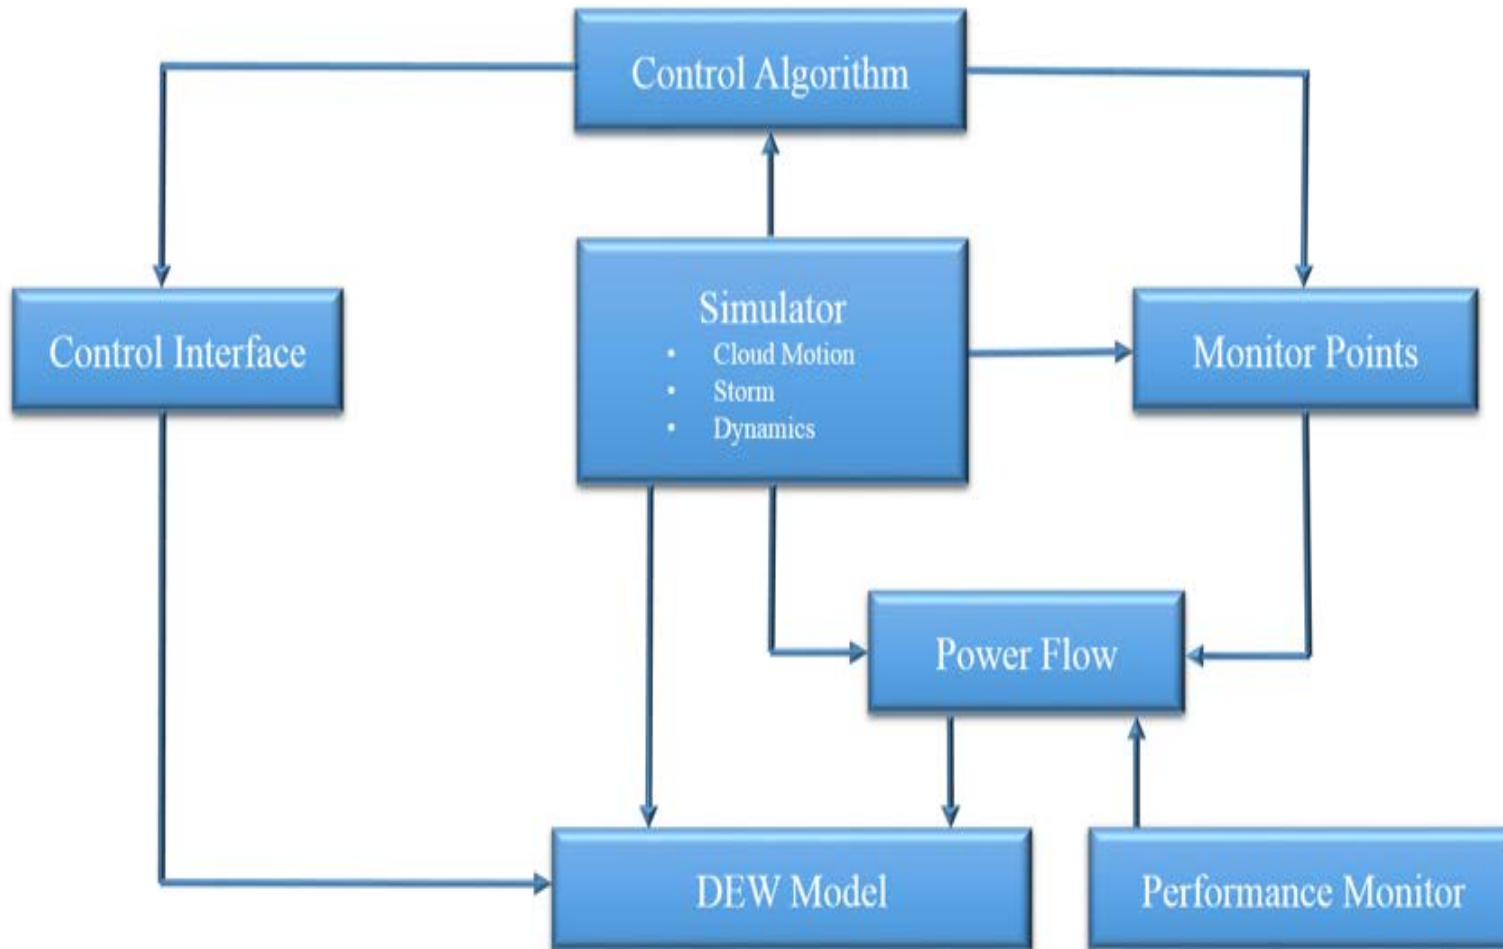 Control Algorithm
Simulator
• Cloud Motion
• Storm
• Dynamics
Control Interface
Monitor Points
Power Flow
DEW Model
Performance Monitor